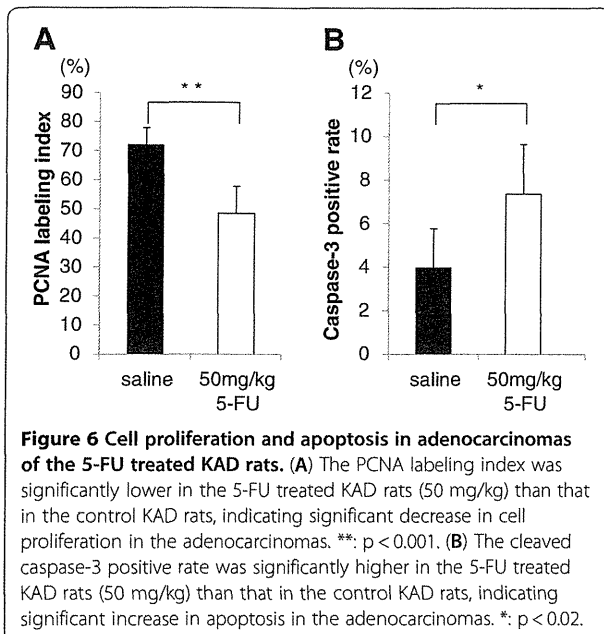 A
B
(%)
(%)
* *
*
90
80
70
60
50
40
30
20
10
0
PCNA labeling index
saline
50mg/kg
5-FU
12
10
8
6
4
2
0
Caspase-3 positive rate
saline
50mg/kg
5-FU
Figure 6 Cell proliferation and apoptosis in adenocarcinomas
of the 5-FU treated KAD rats. (A) The PCNA labeling index was
significantly lower in the 5-FU treated KAD rats (50 mg/kg) than that
in the control KAD rats, indicating significant decrease in cell
proliferation in the adenocarcinomas. **: p < 0.001. (B) The cleaved
caspase-3 positive rate was significantly higher in the 5-FU treated
KAD rats (50 mg/kg) than that in the control KAD rats, indicating
significant increase in apoptosis in the adenocarcinomas. *: p < 0.02.